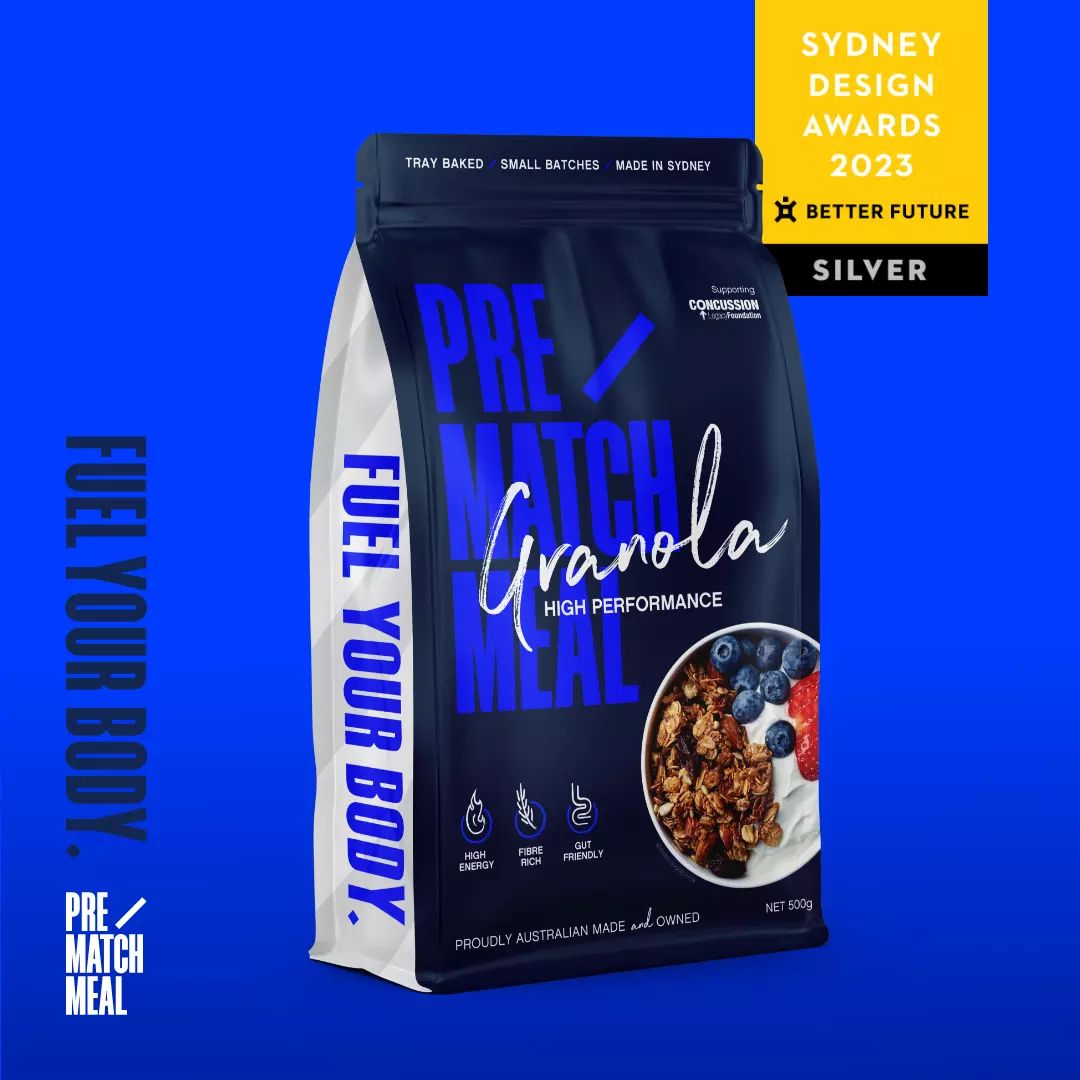 SYDNEY
DESIGN
AWARDS
2023
BETTER FUTURE
SILVER
TRAY BAKED / SMALL BATCHES / MADE IN SYDNEY
Supporting
CONCUSSION
LegacyFoundation
PRE /
MATCH
MEAL
Granola
HIGH PERFORMANCE
HIGH
ENERGY
FIBRE
RICH
GUT
FRIENDLY
NET 500g
PROUDLY AUSTRALIAN MADE and OWNED
FUEL YOUR BODY.
FUEL YOUR BODY.
PRE /
MATCH
MEAL